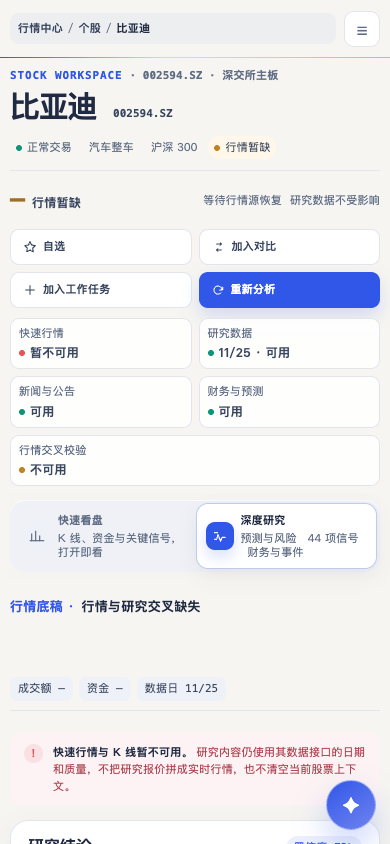 行情中心 / 个股 / 比亚迪
STOCK WORKSPACE · 002594.SZ · 深交所主板
比亚迪 002594.SZ
正常交易 汽车整车 沪深 300 行情暂缺
行情暂缺 等待行情源恢复 研究数据不受影响
自选 加入对比
加入工作任务 重新分析
快速行情 研究数据
暂不可用 11/25 · 可用
新闻与公告 财务与预测
可用 可用
行情交叉校验
不可用
快速看盘 深度研究
K 线、资金与关键信号， 预测与风险 44 项信号
打开即看 财务与事件
行情底稿 · 行情与研究交叉缺失
成交额 — 资金 — 数据日 11/25
! 快速行情与 K 线暂不可用。 研究内容仍使用其数据接口的日期
和质量，不把研究报价拼成实时行情，也不清空当前股票上下
文。